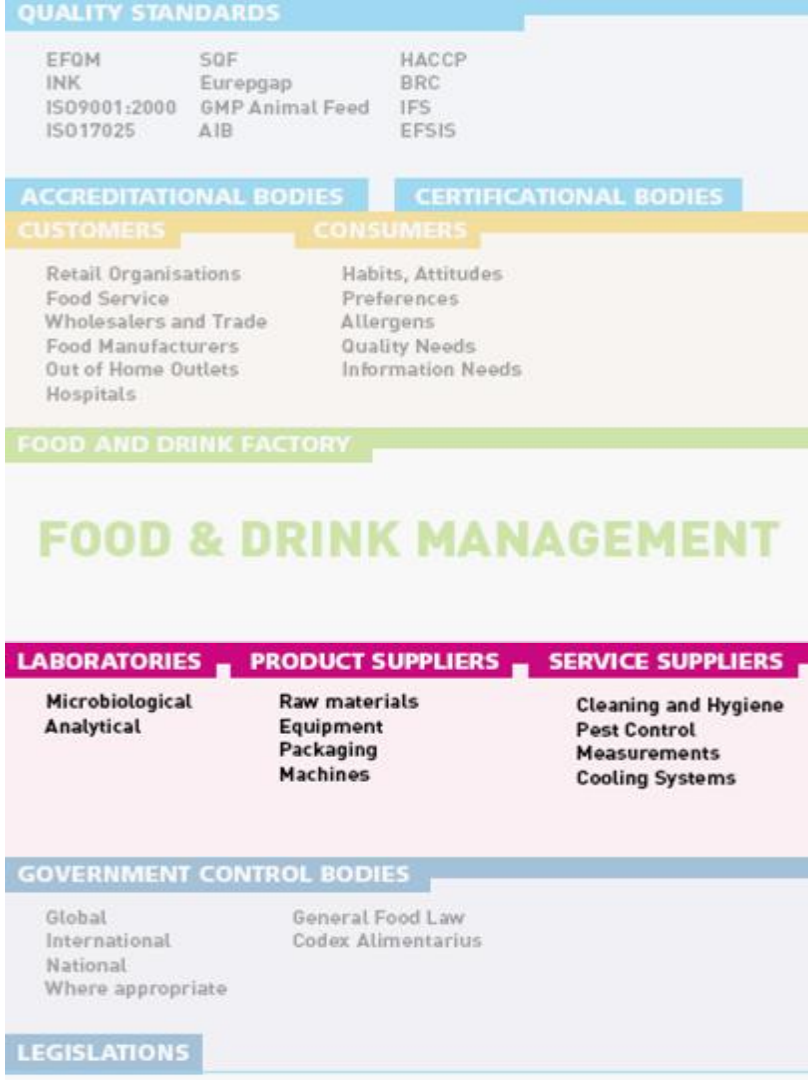 QUALITY STANDARDS
EFQM SQF HACCP
INK Eurepgap BRC
ISO9001:2000 GMP Animal Feed IFS
ISO17025 AIB EFSIS
ACCREDITATIONAL BODIES CERTIFICATIONAL BODIES
CUSTOMERS CONSUMERS
Retail Organisations Habits, Attitudes
Food Service Preferences
Wholesalers and Trade Allergens
Food Manufacturers Quality Needs
Out of Home Outlets Information Needs
Hospitals
FOOD AND DRINK FACTORY
FOOD & DRINK MANAGEMENT
LABORATORIES PRODUCT SUPPLIERS SERVICE SUPPLIERS
Microbiological Raw materials Cleaning and Hygiene
Analytical Equipment Pest Control
Packaging Measurements
Machines Cooling Systems
GOVERNMENT CONTROL BODIES
Global General Food Law
International Codex Alimentarius
National
Where appropriate
LEGISLATIONS